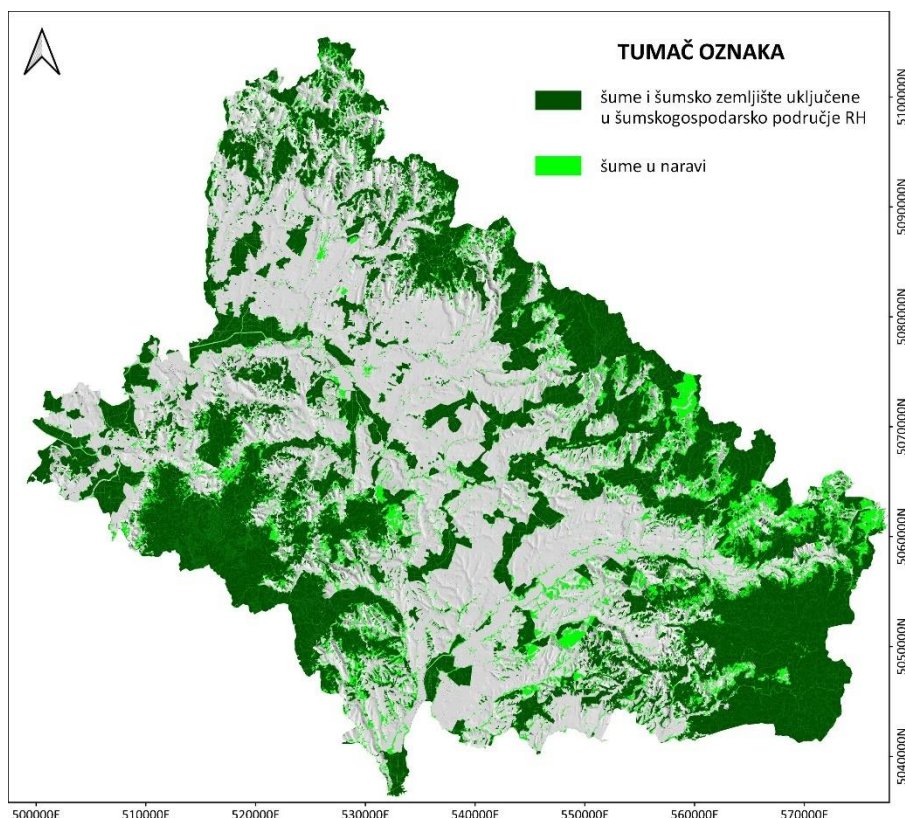 TUMAČ OZNAKA
šume i šumsko zemljište uključene
u šumskogospodarsko područje RH
šume u naravi
5100000N
5090000N
5080000N
5070000N
5060000N
5050000N
5040000N
500000E
510000E
520000E
530000E
540000E
550000E
560000E
570000E